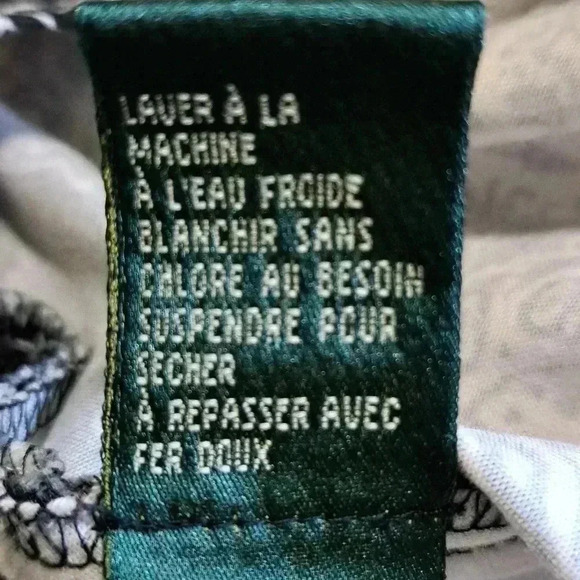 LAVER À LA
MACHINE
À L'EAU FROIDE
BLANCHIR SANS
CHLORE AU BESOIN
SUSPENDRE POUR
SECHER
À REPASSER AVEC
FER DOUX